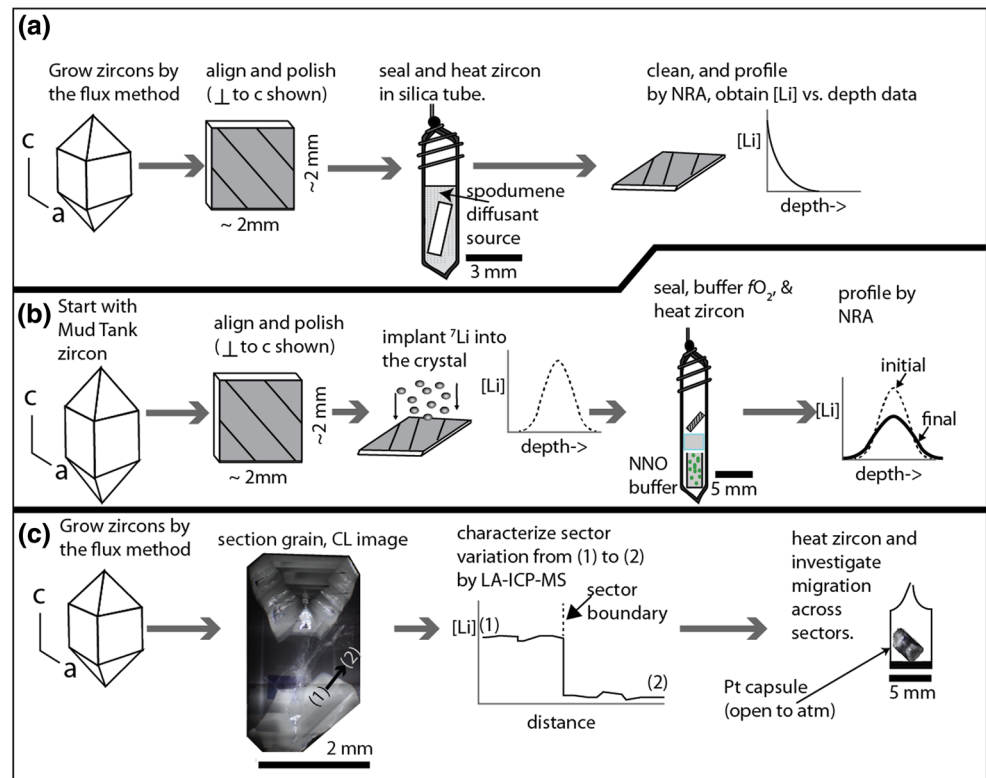 (a)
Grow zircons by
the flux method
c
a
align and polish
(⊥ to c shown)
~2 mm
~ 2mm
seal and heat zircon
in silica tube.
spodumene
diffusant
source
3 mm
clean, and profile
by NRA, obtain [Li] vs. depth data
[Li]
depth->
(b)
Start with
Mud Tank
zircon
c
a
align and polish
(⊥ to c shown)
~2 mm
~ 2mm
implant ⁷Li into
the crystal
[Li]
depth->
seal, buffer fO₂, &
heat zircon
NNO
buffer
5 mm
profile by
NRA
initial
[Li]
final
depth->
(c)
Grow zircons by
the flux method
c
a
section grain, CL image
(1)
(2)
2 mm
characterize sector
variation from (1) to (2)
by LA-ICP-MS
sector
boundary
[Li]
(1)
(2)
distance
heat zircon and
investigate
migration
across
sectors.
Pt capsule
(open to atm)
5 mm